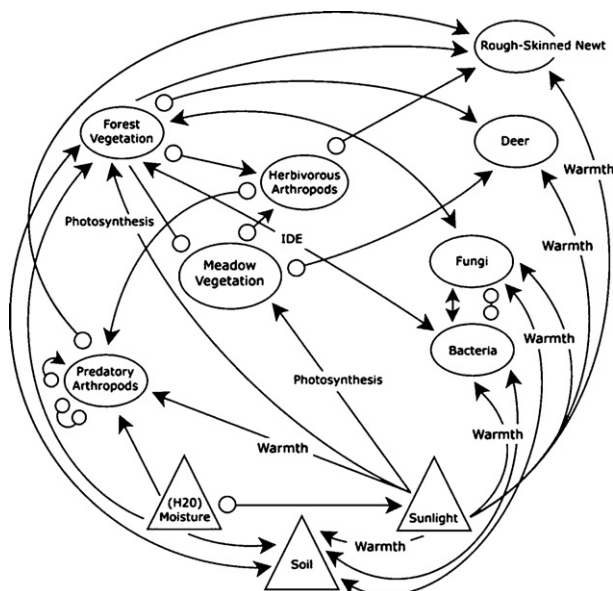 Rough-Skinned Newt
Forest
Vegetation
Deer
Herbivorous
Arthropods
Warmth
Photosynthesis
IDE
Warmth
Meadow
Vegetation
Fungi
Warmth
Bacteria
Predatory
Arthropods
Photosynthesis
Warmth
Warmth
(H20)
Moisture
Sunlight
Warmth
Soil